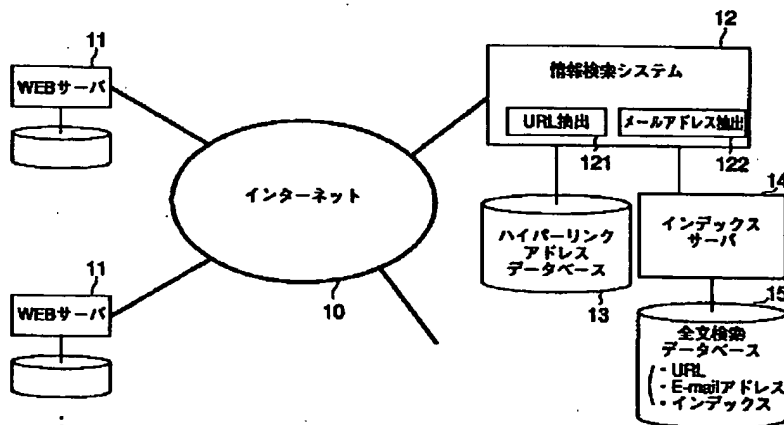 11
WEBサーバ
インターネット
10
11
WEBサーバ
12
情報検索システム
URL抽出
メールアドレス抽出
121
122
ハイパーリンク
アドレス
データベース
13
14
インデックス
サーバ
15
全文検索
データベース
・URL
・E-mailアドレス
・インデックス